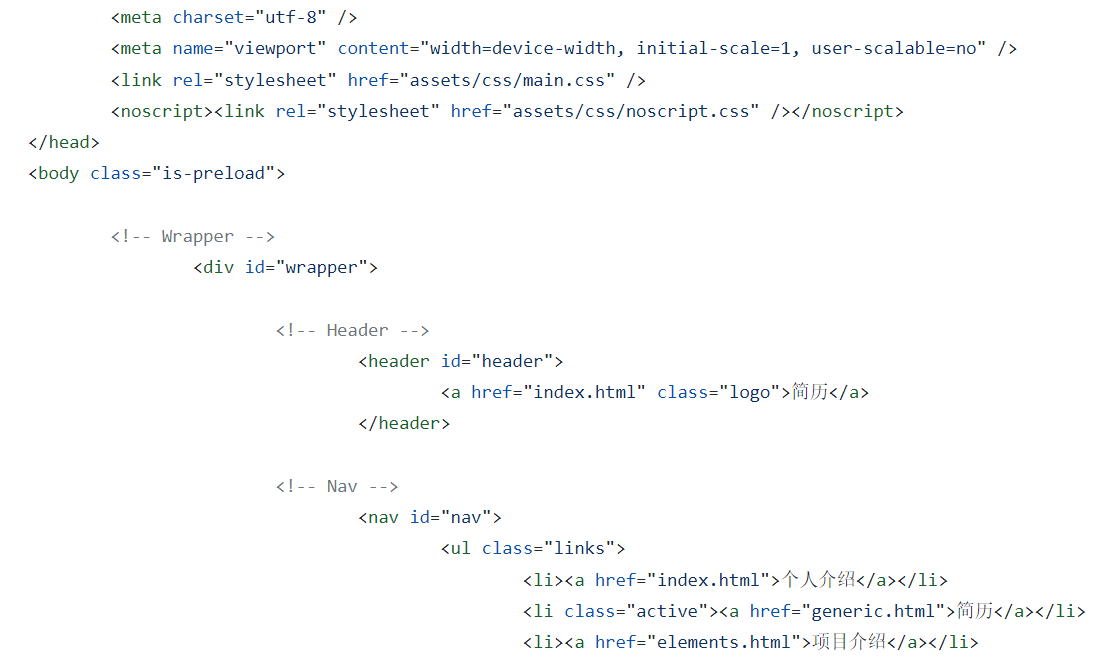 <meta charset="utf-8" />
<meta name="viewport" content="width=device-width, initial-scale=1, user-scalable=no" />
<link rel="stylesheet" href="assets/css/main.css" />
<noscript><link rel="stylesheet" href="assets/css/noscript.css" /></noscript>
</head>
<body class="is-preload">
<!-- Wrapper -->
<div id="wrapper">
<!-- Header -->
<header id="header">
<a href="index.html" class="logo">简历</a>
</header>
<!-- Nav -->
<nav id="nav">
<ul class="links">
<li><a href="index.html">个人介绍</a></li>
<li class="active"><a href="generic.html">简历</a></li>
<li><a href="elements.html">项目介绍</a></li>